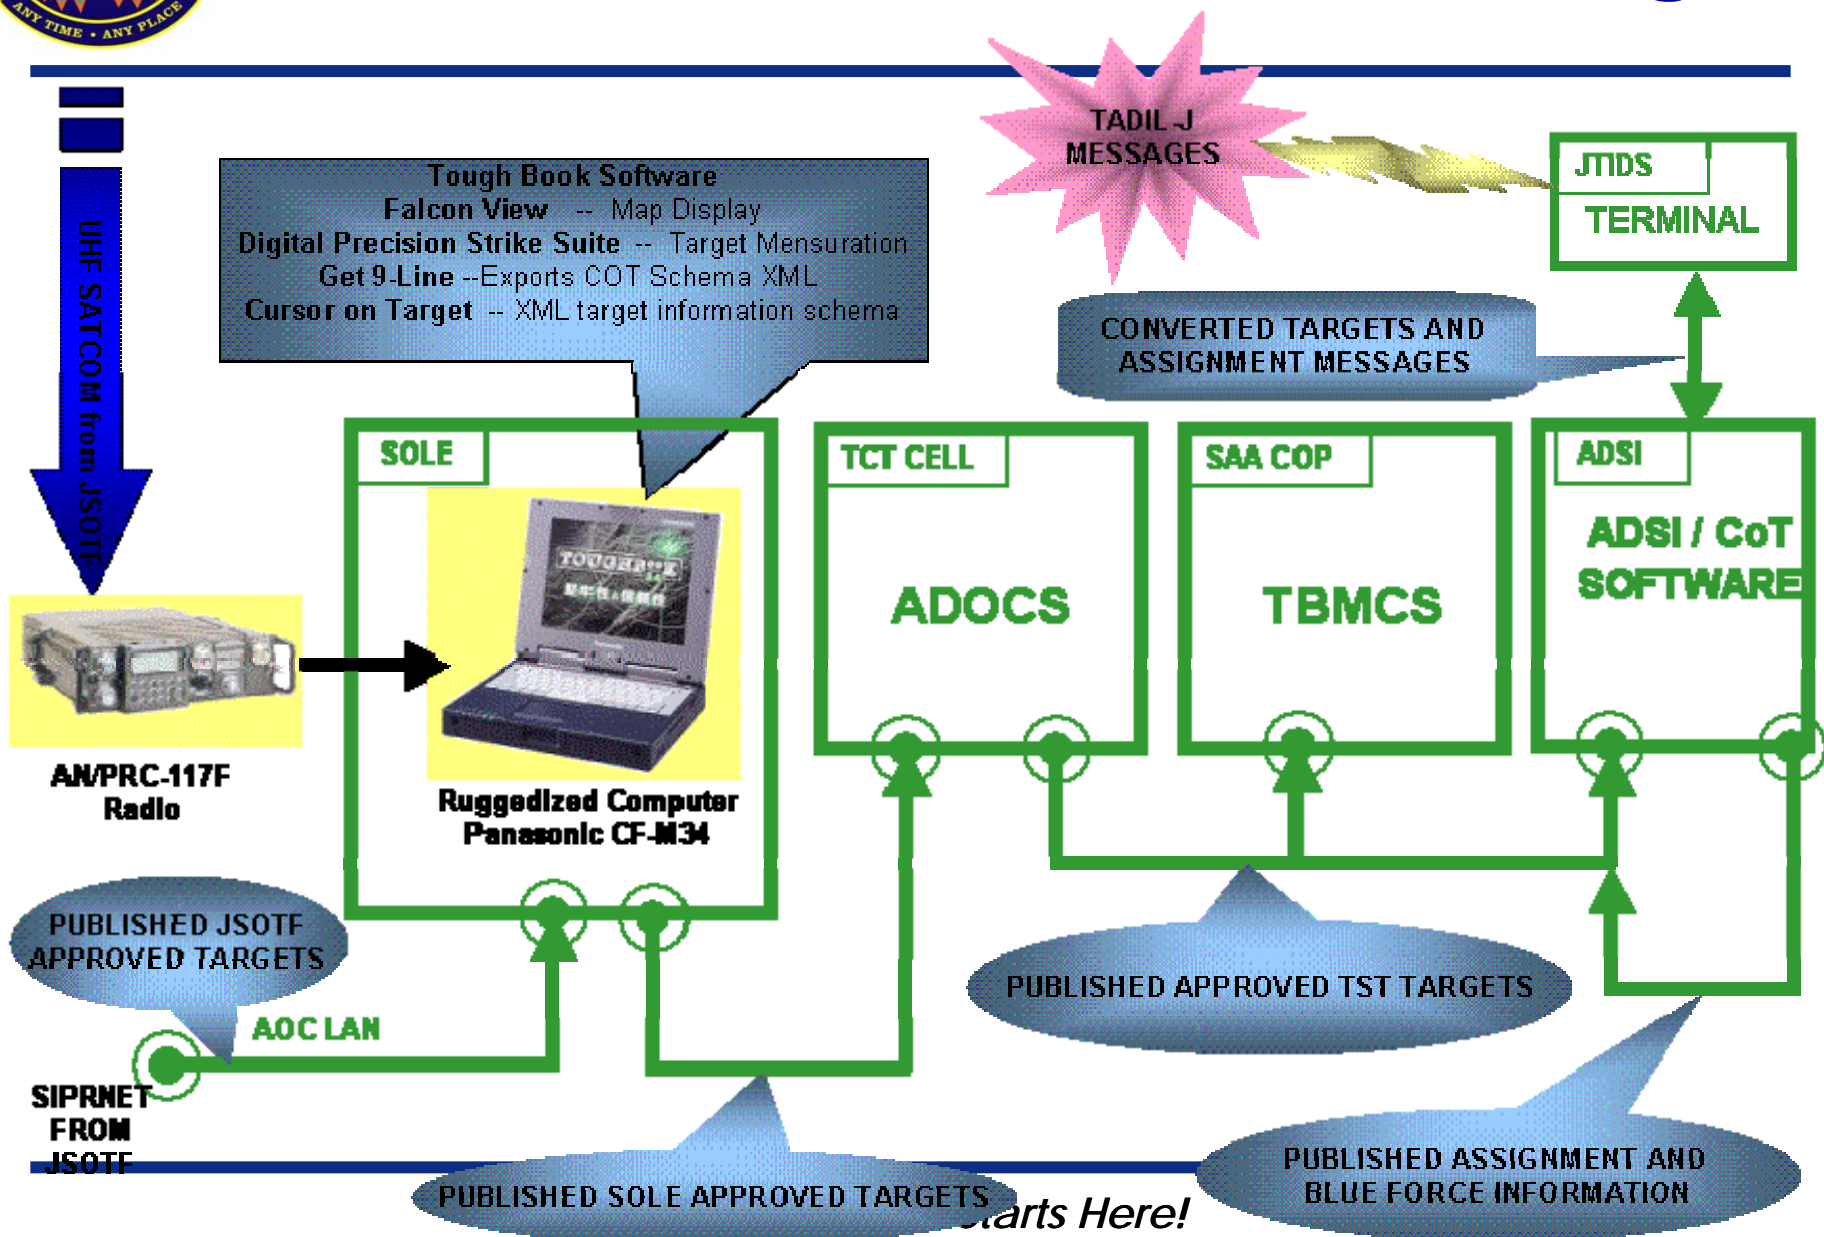 ANY TIME • ANY PLACE
UHF SATCOM from JSOTF
Tough Book Software
Falcon View -- Map Display
Digital Precision Strike Suite -- Target Mensuration
Get 9-Line --Exports COT Schema XML
Cursor on Target -- XML target information schema
TADIL-J
MESSAGES
JTIDS
TERMINAL
CONVERTED TARGETS AND
ASSIGNMENT MESSAGES
SOLE
TCT CELL
SAA COP
ADSI
TOUGHBOOK
ADOCS
TBMCS
ADSI / CoT
SOFTWARE
AN/PRC-117F
Radio
Ruggedized Computer
Panasonic CF-M34
PUBLISHED JSOTF
APPROVED TARGETS
AOC LAN
SIPRNET
FROM
JSOTF
PUBLISHED APPROVED TST TARGETS
PUBLISHED SOLE APPROVED TARGETS
PUBLISHED ASSIGNMENT AND
BLUE FORCE INFORMATION
Here!